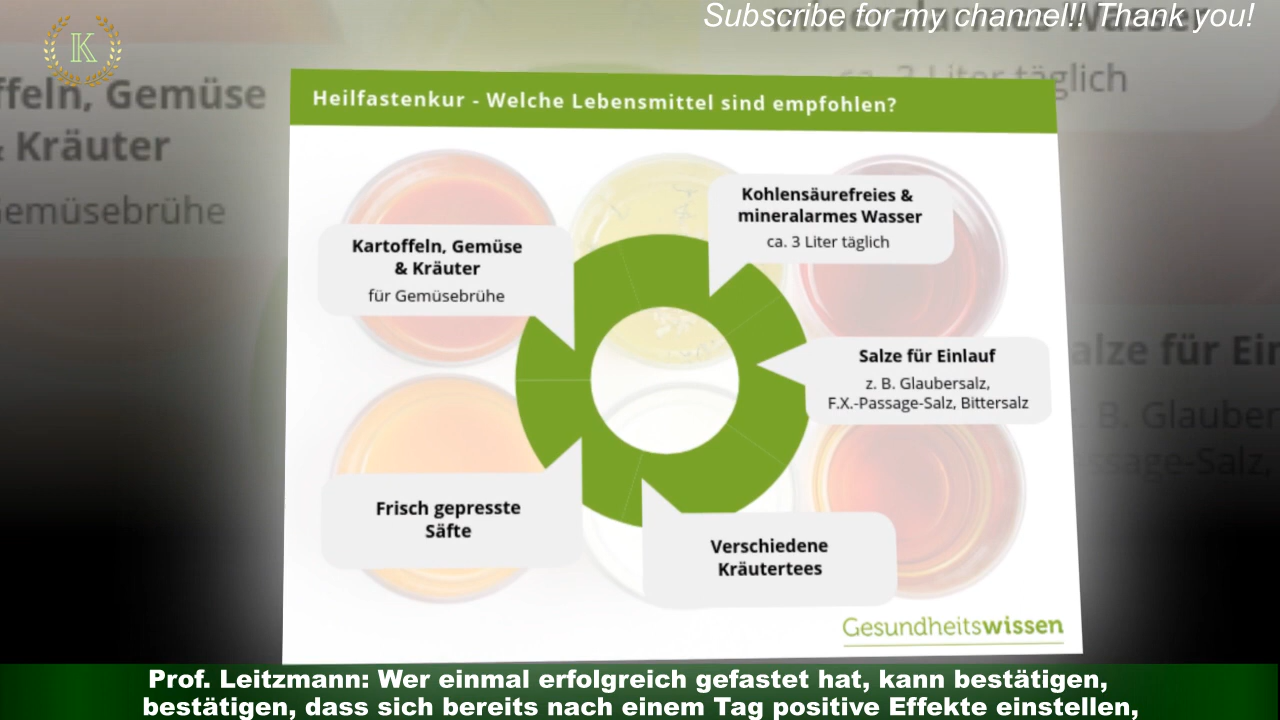 Subscribe for my channel!! Thank you!
K
Heilfastenkur - Welche Lebensmittel sind empfohlen?
Kohlensäurefreies &
mineralarmes Wasser
ca. 3 Liter täglich
Kartoffeln, Gemüse
& Kräuter
für Gemüsebrühe
Salze für Einlauf
z. B. Glaubersalz,
F.X.-Passage-Salz, Bittersalz
Frisch gepresste
Säfte
Verschiedene
Kräutertees
Gesundheitswissen
Prof. Leitzmann: Wer einmal erfolgreich gefastet hat, kann bestätigen,
bestätigen, dass sich bereits nach einem Tag positive Effekte einstellen,